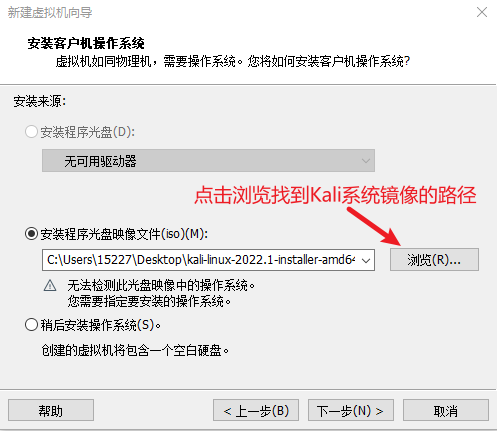 新建虚拟机向导
安装客户机操作系统
虚拟机如同物理机，需要操作系统。您将如何安装客户机操作系统?
安装来源:
安装程序光盘(D):
无可用驱动器
点击浏览找到Kali系统镜像的路径
安装程序光盘映像文件(iso)(M):
C:\Users\15227\Desktop\kali-linux-2022.1-installer-amd64
浏览(R)...
无法检测此光盘映像中的操作系统。
您需要指定要安装的操作系统。
稍后安装操作系统(S)。
创建的虚拟机将包含一个空白硬盘。
帮助
< 上一步(B)
下一步(N) >
取消